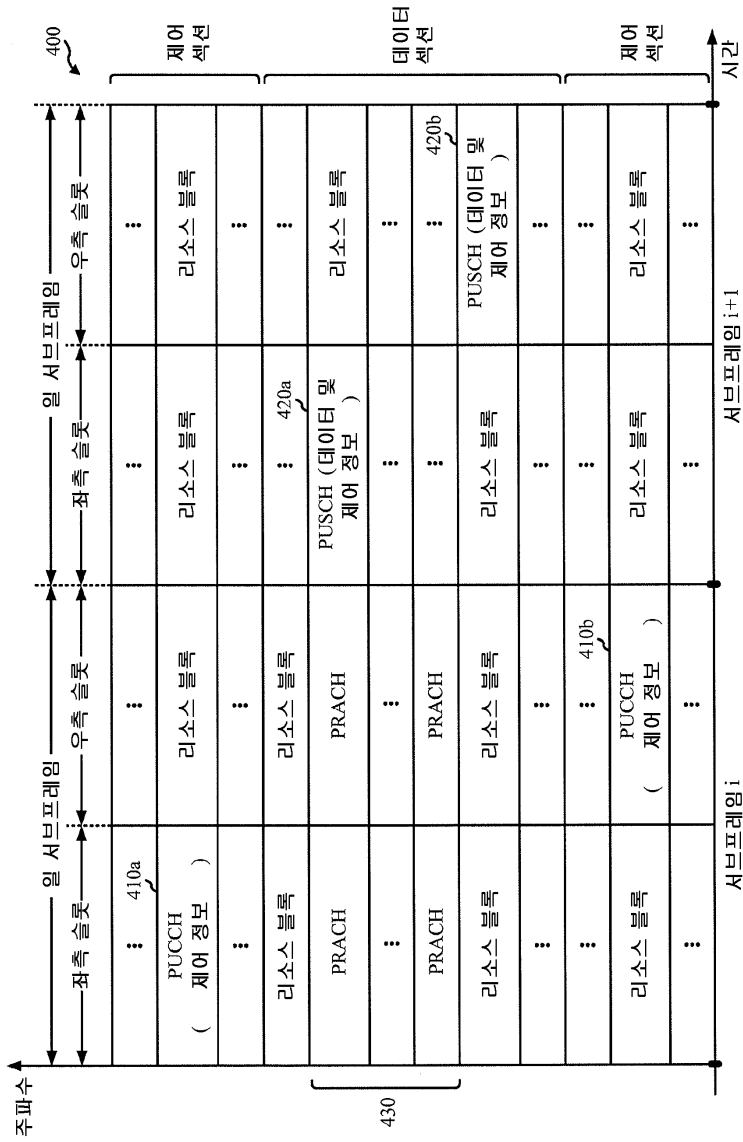 400
주파수
일 서브프레임
일 서브프레임
좌측 슬롯
우측 슬롯
좌측 슬롯
우측 슬롯
410a
PUCCH
( 제어 정보 )
리소스 블록
리소스 블록
리소스 블록
제어
섹션
리소스 블록
리소스 블록
420a
430
PRACH
PRACH
PUSCH (데이터 및
제어 정보 )
리소스 블록
데이터
섹션
PRACH
PRACH
420b
리소스 블록
리소스 블록
리소스 블록
PUSCH (데이터 및
제어 정보 )
410b
리소스 블록
PUCCH
( 제어 정보 )
리소스 블록
리소스 블록
제어
섹션
시간
서브프레임 i
서브프레임 i+1